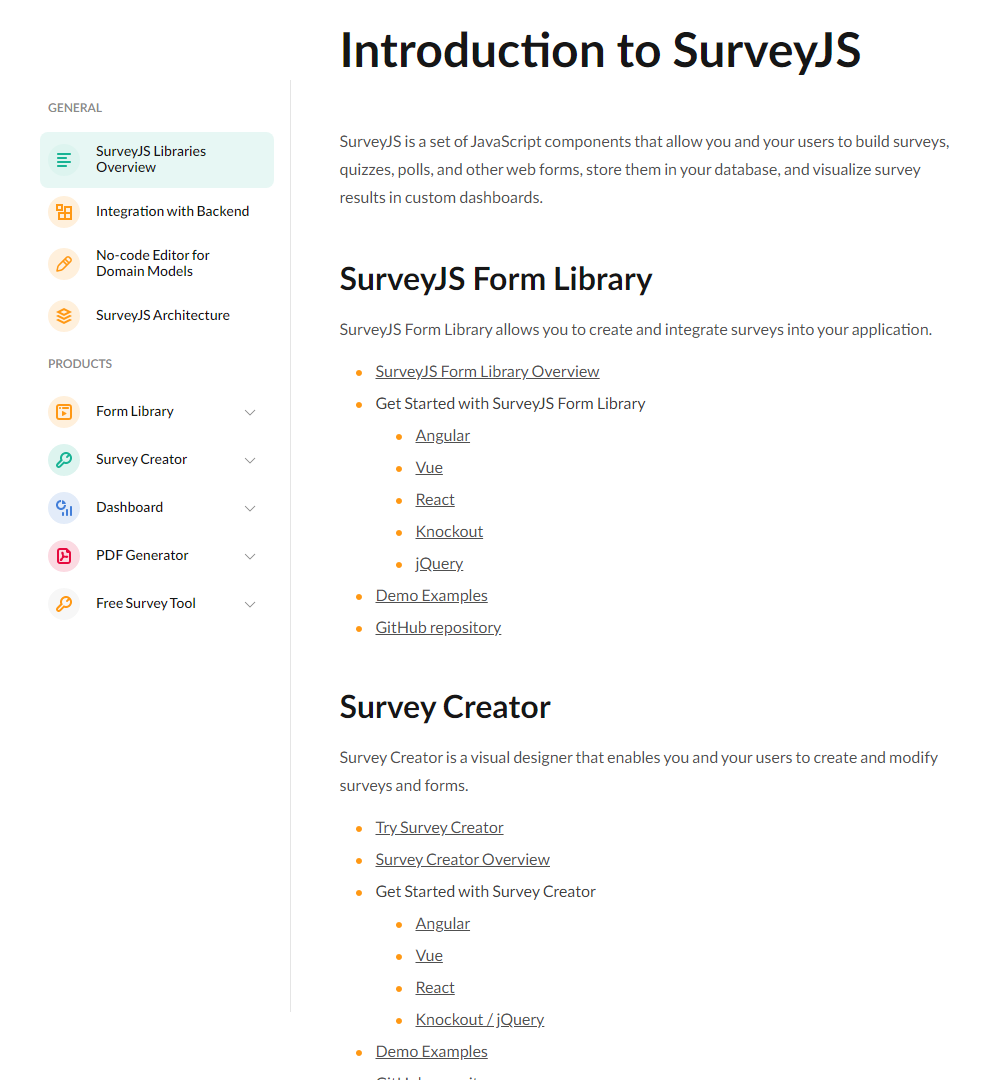 Introduction to SurveyJS
GENERAL
SurveyJS Libraries
Overview
Integration with Backend
No-code Editor for
Domain Models
SurveyJS Architecture
PRODUCTS
Form Library
Survey Creator
Dashboard
PDF Generator
Free Survey Tool
SurveyJS is a set of JavaScript components that allow you and your users to build surveys,
quizzes, polls, and other web forms, store them in your database, and visualize survey
results in custom dashboards.
SurveyJS Form Library
SurveyJS Form Library allows you to create and integrate surveys into your application.
SurveyJS Form Library Overview
Get Started with SurveyJS Form Library
Angular
Vue
React
Knockout
jQuery
Demo Examples
GitHub repository
Survey Creator
Survey Creator is a visual designer that enables you and your users to create and modify
surveys and forms.
Try Survey Creator
Survey Creator Overview
Get Started with Survey Creator
Angular
Vue
React
Knockout / jQuery
Demo Examples